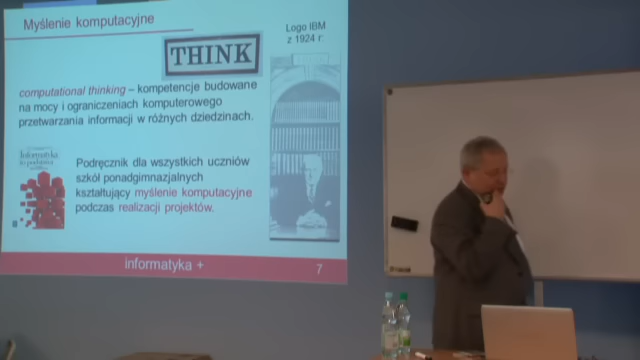 Myślenie komputacyjne
Logo IBM
z 1924 r.
THINK
computational thinking – kompetencje budowane
na mocy i ograniczeniach komputerowego
przetwarzania informacji w różnych dziedzinach.
Informatyka
Podręcznik dla wszystkich uczniów
szkół ponadgimnazjalnych
kształtujący myślenie komputacyjne
podczas realizacji projektów.
informatyka +
7